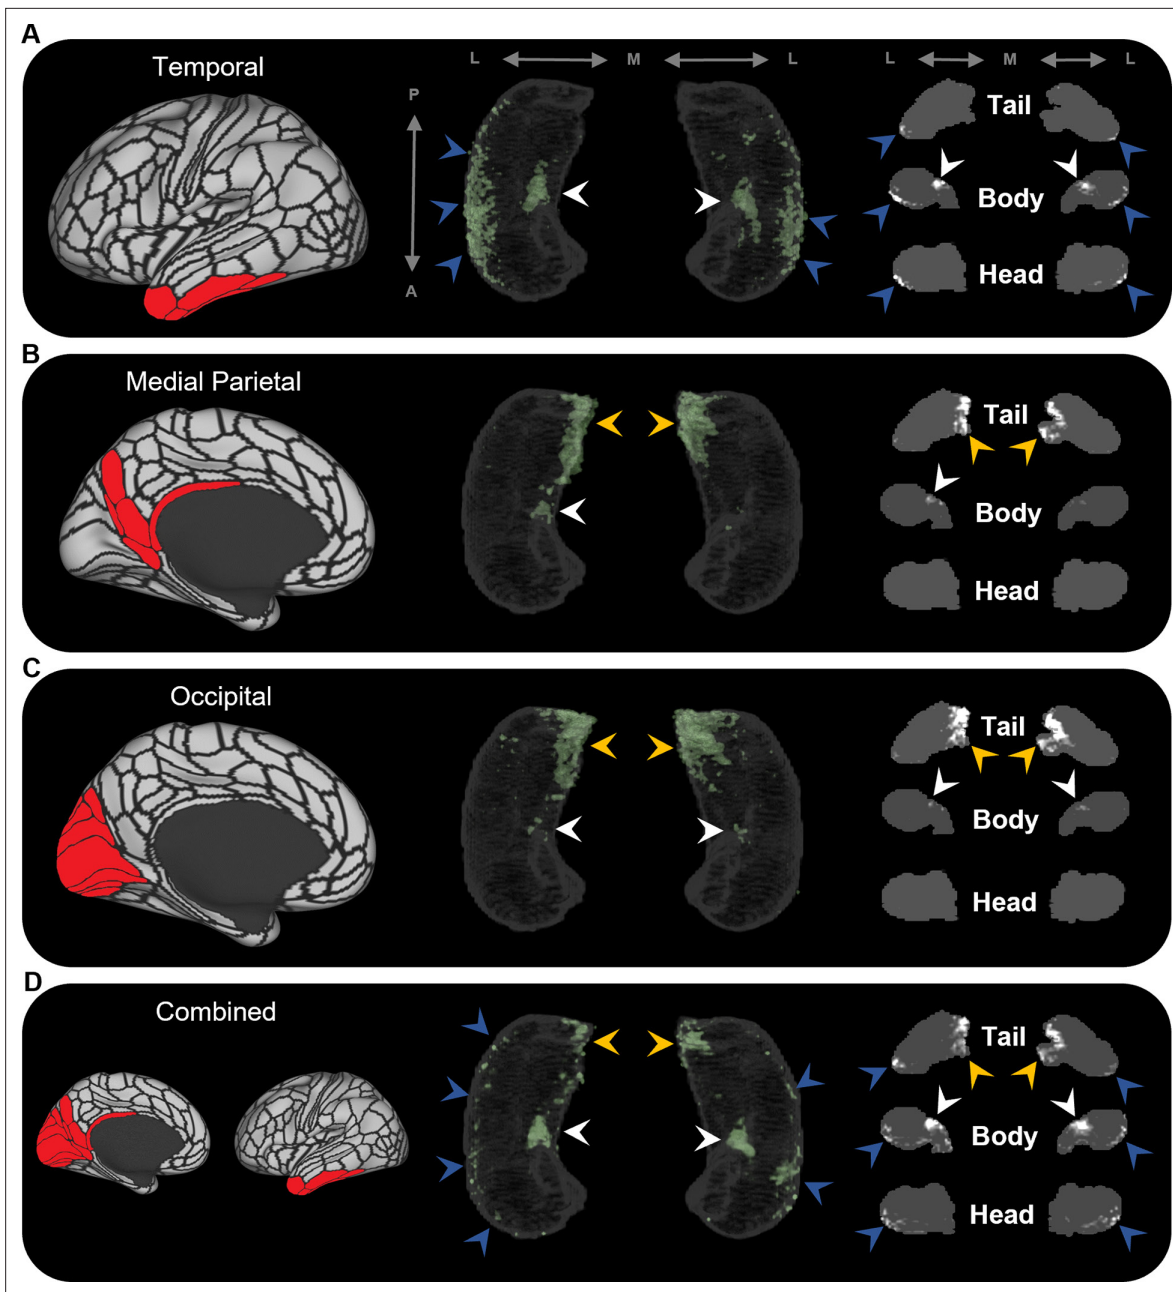 A
Temporal
L M L
L M L
P
A
Tail
Body
Head
B
Medial Parietal
Tail
Body
Head
C
Occipital
Tail
Body
Head
D
Combined
Tail
Body
Head